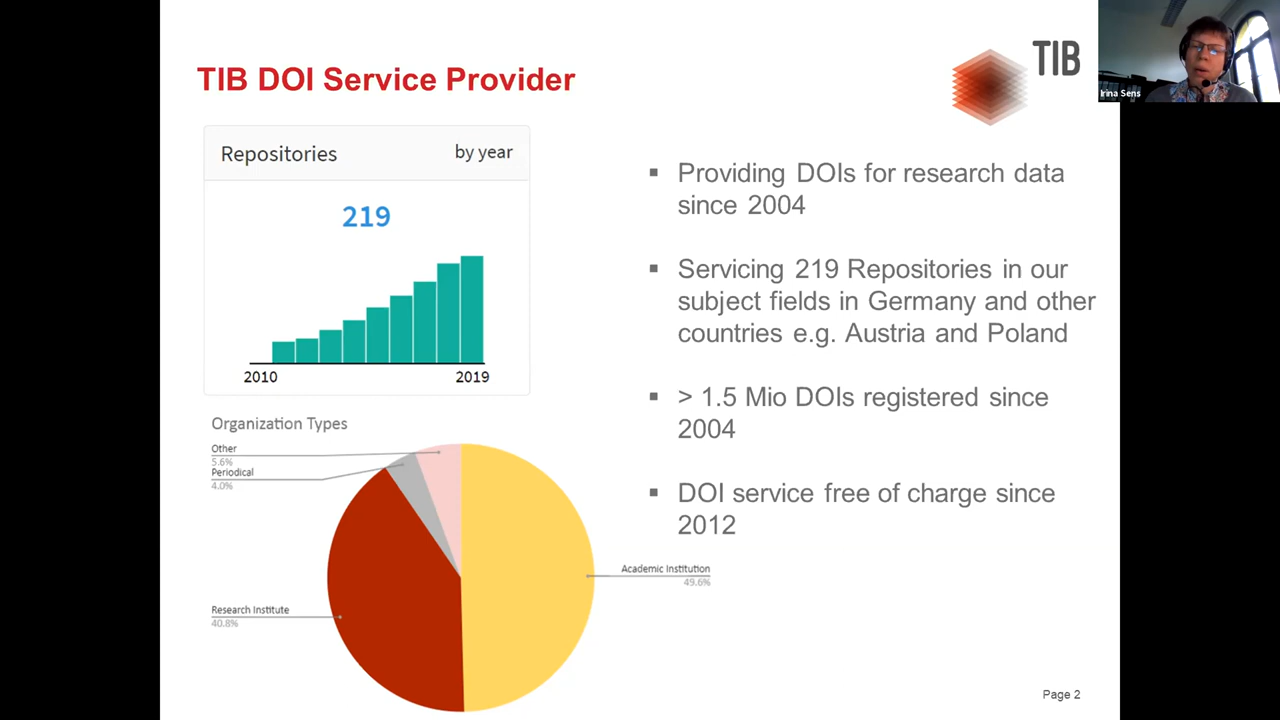 TIB DOI Service Provider
TIB
Irina Sens
Repositories
by year
219
2010
2019
Organization Types
Other
5.6%
Periodical
4.0%
Research Institute
40.8%
Academic Institution
49.6%
▪ Providing DOIs for research data
since 2004
▪ Servicing 219 Repositories in our
subject fields in Germany and other
countries e.g. Austria and Poland
▪ > 1.5 Mio DOIs registered since
2004
▪ DOI service free of charge since
2012
Page 2